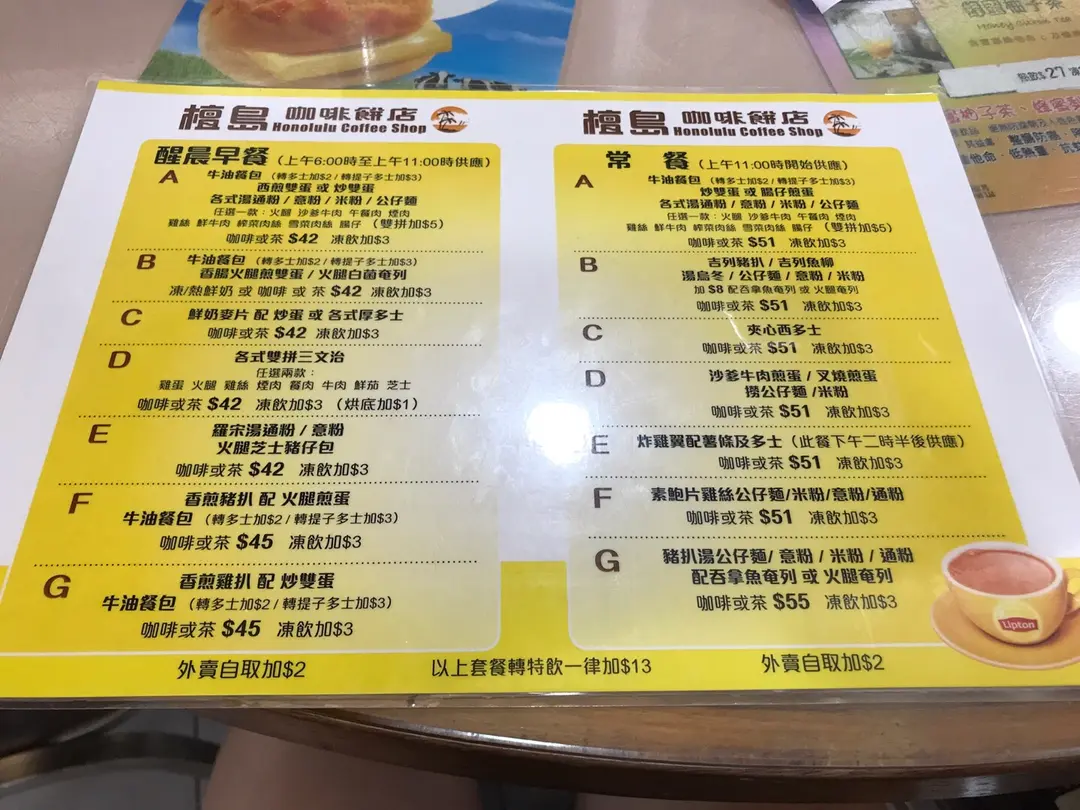 檀島 咖啡餅店
Honolulu Coffee Shop
醒晨早餐 (上午6:00時至上午11:00時供應)
A 牛油餐包 (轉多士加$2 / 轉提子多士加$3)
西煎雙蛋 或 炒雙蛋
各式湯通粉 / 意粉 / 米粉 / 公仔麵
任選一款：火腿 沙爹牛肉 午餐肉 煙肉
雞絲 鮮牛肉 榨菜肉絲 雪菜肉絲 腸仔 (雙拼加$5)
咖啡或茶 $42 凍飲加$3
B 牛油餐包 (轉多士加$2 / 轉提子多士加$3)
香腸火腿煎雙蛋 / 火腿白菌奄列
凍/熱鮮奶 或 咖啡 或 茶 $42 凍飲加$3
C 鮮奶麥片 配 炒蛋 或 各式厚多士
咖啡或茶 $42 凍飲加$3
D 各式雙拼三文治
任選兩款：
雞蛋 火腿 雞絲 煙肉 餐肉 牛肉 鮮茄 芝士
咖啡或茶 $42 凍飲加$3 (烘底加$1)
E 羅宋湯通粉 / 意粉
火腿芝士豬仔包
咖啡或茶 $42 凍飲加$3
F 香煎豬扒 配 火腿煎蛋
牛油餐包 (轉多士加$2 / 轉提子多士加$3)
咖啡或茶 $45 凍飲加$3
G 香煎雞扒 配 炒雙蛋
牛油餐包 (轉多士加$2 / 轉提子多士加$3)
咖啡或茶 $45 凍飲加$3
外賣自取加$2
以上套餐轉特飲一律加$13
檀島 咖啡餅店
Honolulu Coffee Shop
常 餐 (上午11:00時開始供應)
A 牛油餐包 (轉多士加$2 / 轉提子多士加$3)
炒雙蛋 或 腸仔煎蛋
各式湯通粉 / 意粉 / 米粉 / 公仔麵
任選一款：火腿 沙爹牛肉 午餐肉 煙肉
雞絲 鮮牛肉 榨菜肉絲 雪菜肉絲 腸仔 (雙拼加$5)
咖啡或茶 $51 凍飲加$3
B 吉列豬扒 / 吉列魚柳
湯烏冬 / 公仔麵 / 意粉 / 米粉
加 $8 配吞拿魚奄列 或 火腿奄列
咖啡或茶 $51 凍飲加$3
C 夾心西多士
咖啡或茶 $51 凍飲加$3
D 沙爹牛肉煎蛋 / 叉燒煎蛋
撈公仔麵 /米粉
咖啡或茶 $51 凍飲加$3
E 炸雞翼配薯條及多士 (此餐下午二時半後供應)
咖啡或茶 $51 凍飲加$3
F 素鮑片雞絲公仔麵/米粉/意粉/通粉
咖啡或茶 $51 凍飲加$3
G 豬扒湯公仔麵/ 意粉 / 米粉 / 通粉
配吞拿魚奄列 或 火腿奄列
咖啡或茶 $55 凍飲加$3
Lipton
外賣自取加$2